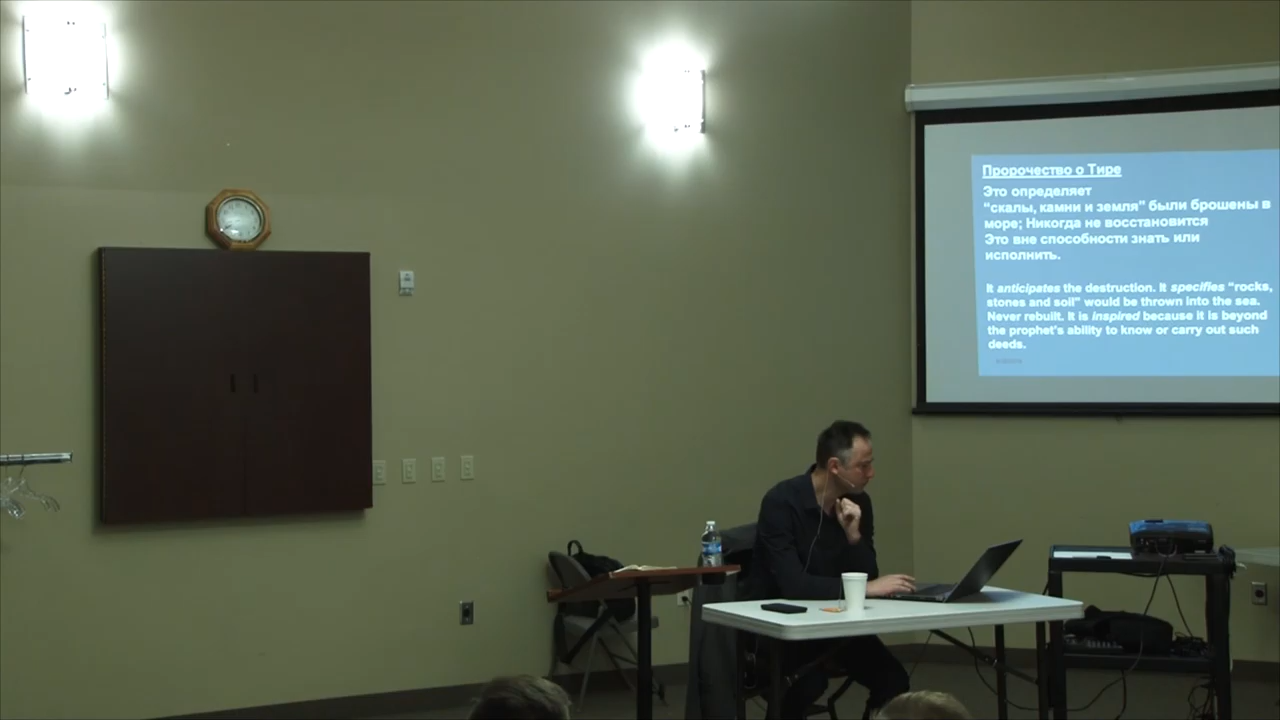 Пророчество о Тире
Это определяет
“скалы, камни и земля” были брошены в
море; Никогда не восстановится
Это вне способности знать или
исполнить.
It anticipates the destruction. It specifies “rocks,
stones and soil” would be thrown into the sea.
Never rebuilt. It is inspired because it is beyond
the prophet's ability to know or carry out such
deeds.